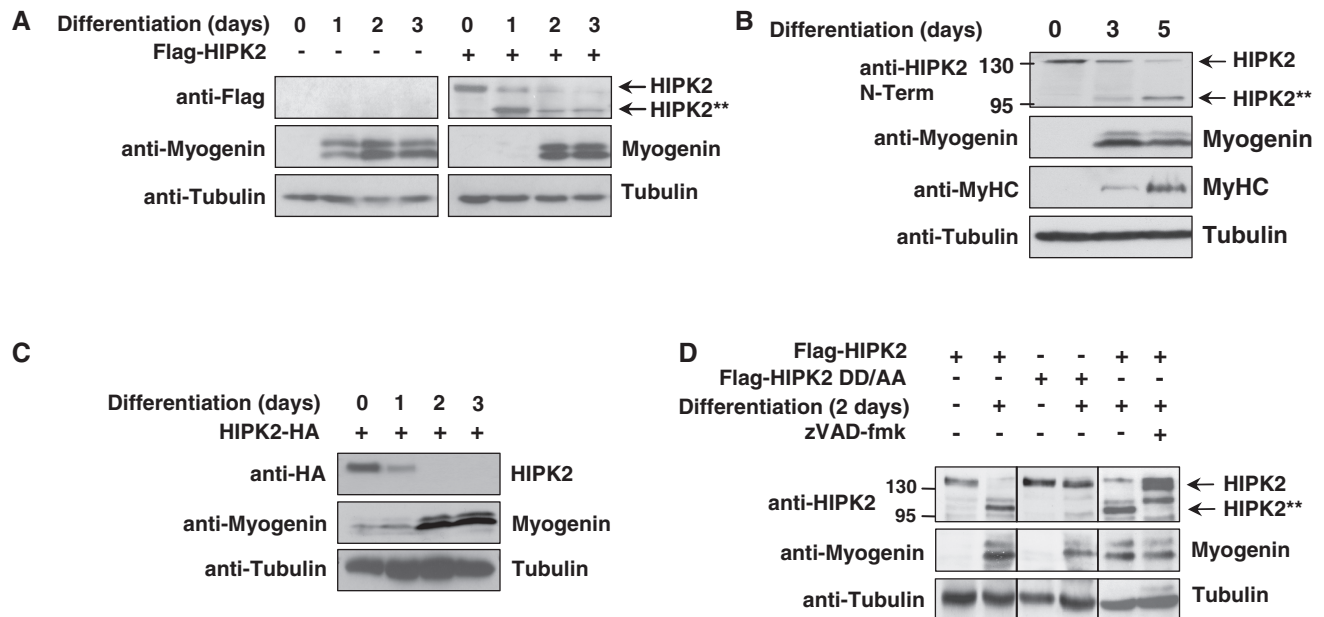 A
Differentiation (days) 0 1 2 3 0 1 2 3
Flag-HIPK2 - - - - + + + +
anti-Flag
HIPK2
HIPK2**
anti-Myogenin
Myogenin
anti-Tubulin
Tubulin
B
Differentiation (days) 0 3 5
anti-HIPK2
N-Term
130
95
HIPK2
HIPK2**
anti-Myogenin
Myogenin
anti-MyHC
MyHC
anti-Tubulin
Tubulin
C
Differentiation (days) 0 1 2 3
HIPK2-HA + + + +
anti-HA
HIPK2
anti-Myogenin
Myogenin
anti-Tubulin
Tubulin
D
Flag-HIPK2 + + - - + +
Flag-HIPK2 DD/AA - - + + - -
Differentiation (2 days) - + - + + +
zVAD-fmk - - - - - +
anti-HIPK2
130
95
HIPK2
HIPK2**
anti-Myogenin
Myogenin
anti-Tubulin
Tubulin